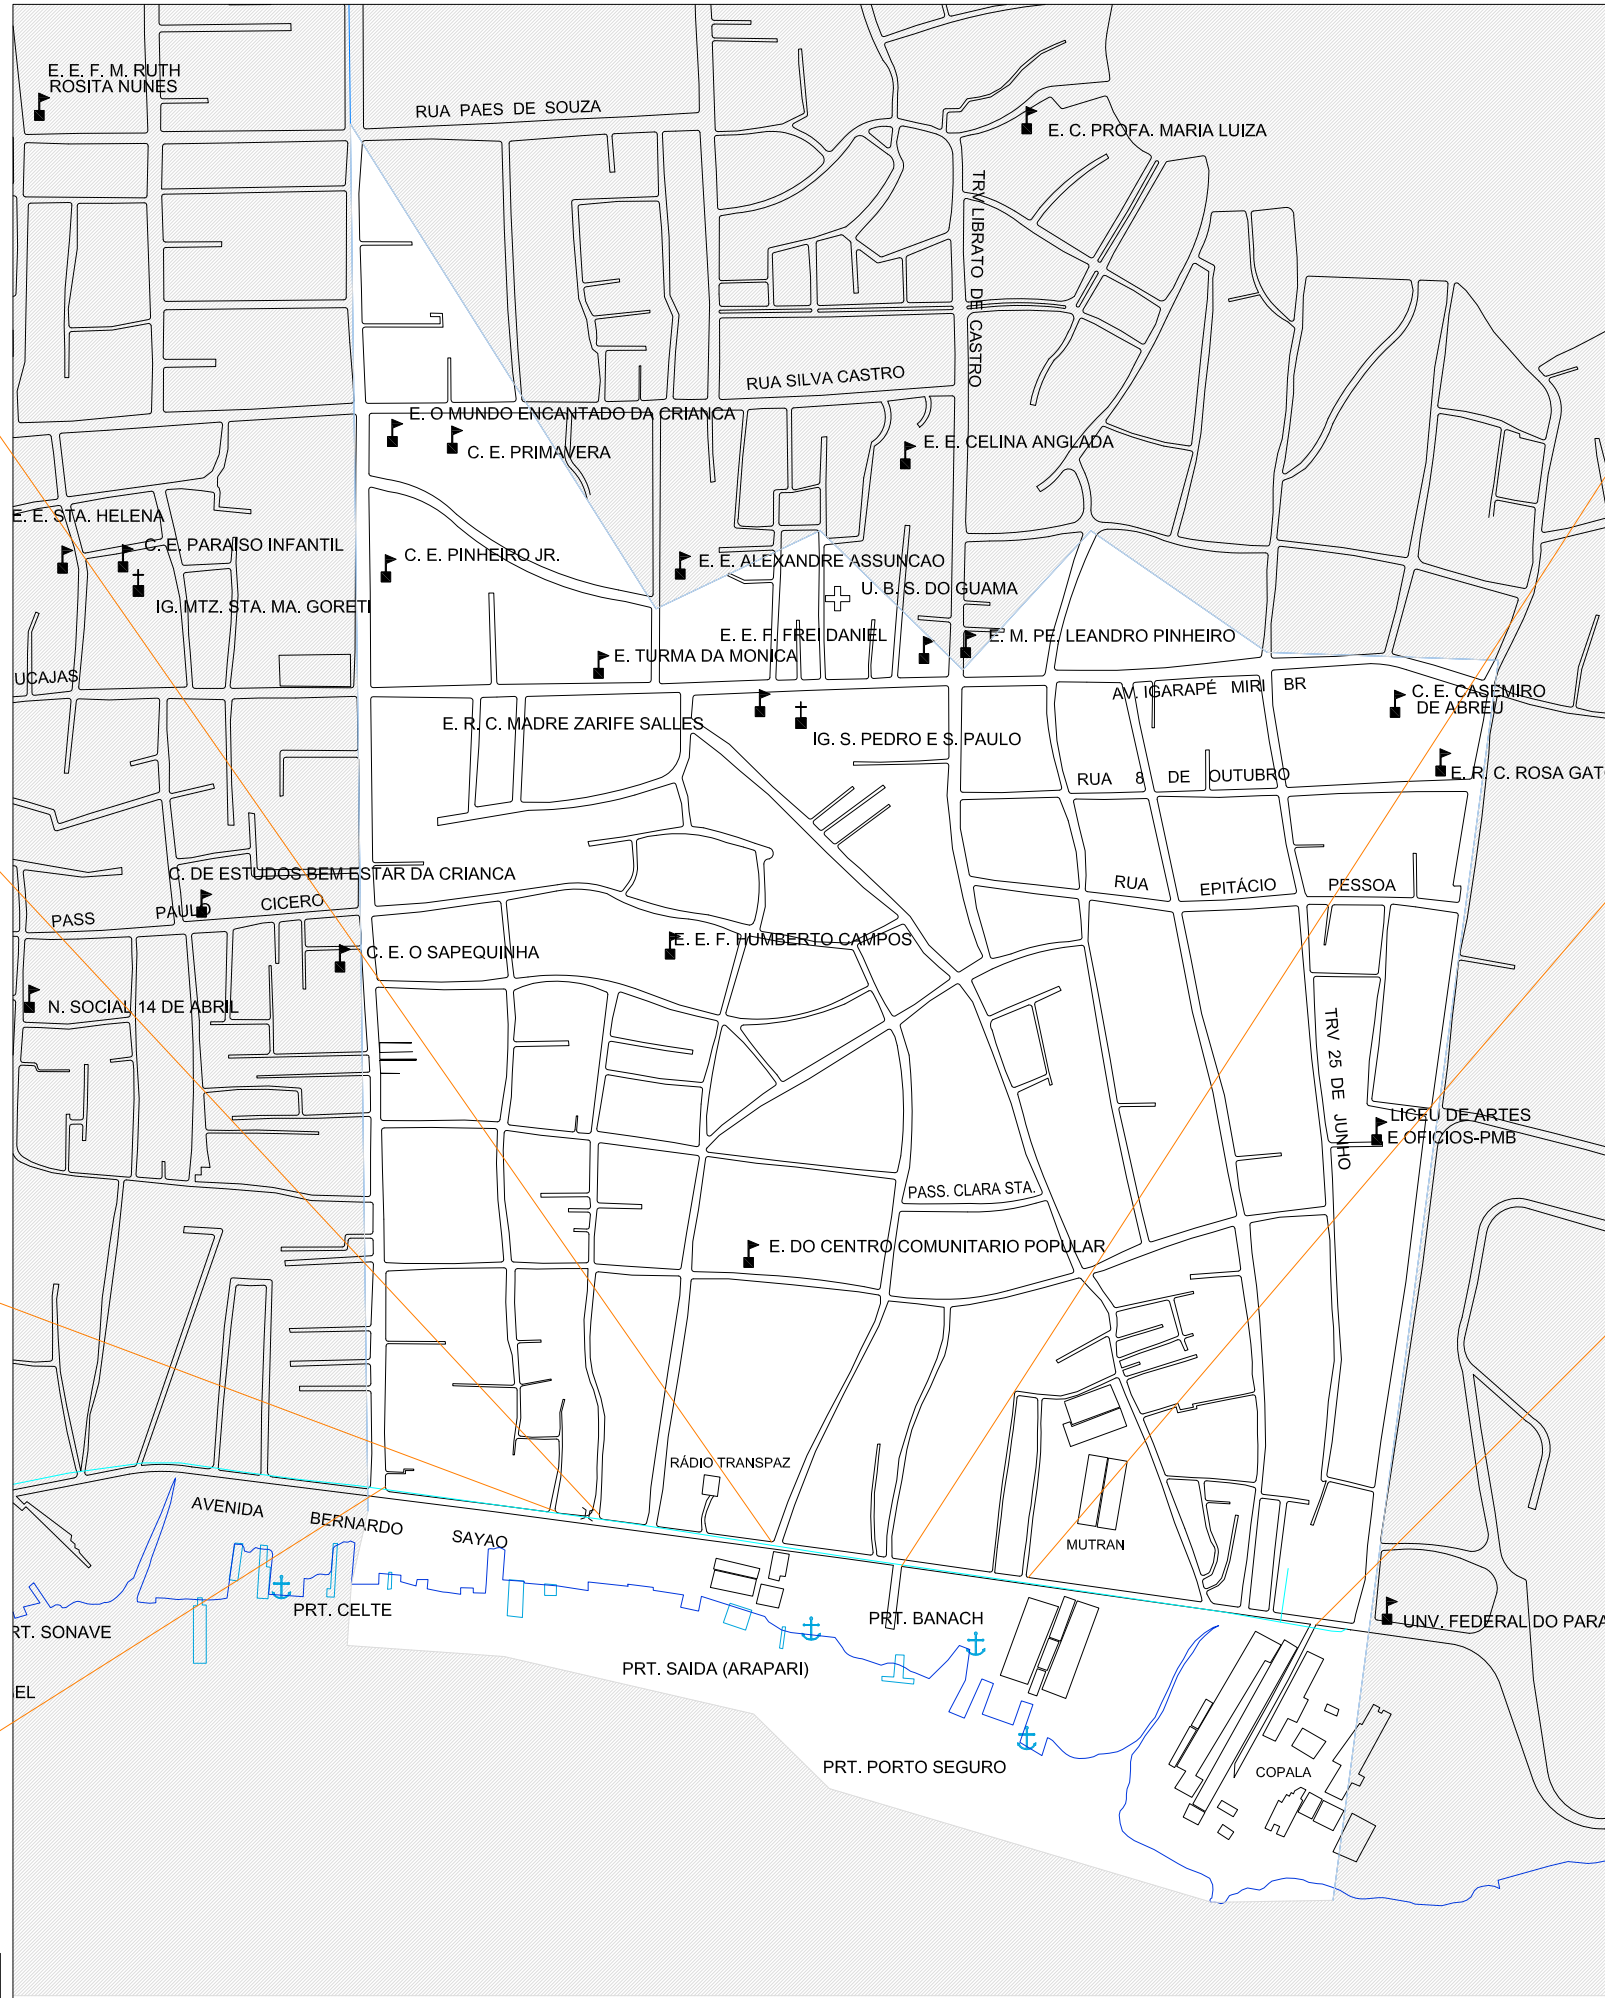 E. E. F. M. RUTH
ROSITA NUNES
RUA PAES DE SOUZA
E. C. PROFA. MARIA LUIZA
TRV LIBRATO DE CASTRO
RUA SILVA CASTRO
E. O MUNDO ENCANTADO DA CRIANCA
C. E. PRIMAVERA
E. E. CELINA ANGLADA
E. E. STA. HELENA
C. E. PARAÍSO INFANTIL
C. E. PINHEIRO JR.
E. E. ALEXANDRE ASSUNCAO
U. B. S. DO GUAMA
IG. MTZ. STA. MA. GORETI
E. E. F. FREI DANIEL
E. M. PE. LEANDRO PINHEIRO
E. TURMA DA MONICA
UCAJAS
AV. IGARAPÉ MIRI BR
C. E. CASEMIRO
DE ABREU
E. R. C. MADRE ZARIFE SALLES
IG. S. PEDRO E S. PAULO
RUA 8 DE OUTUBRO
E. R. C. ROSA GAT
C. DE ESTUDOS BEM ESTAR DA CRIANCA
RUA EPITÁCIO PESSOA
PASS PAULO CICERO
E. E. F. HUMBERTO CAMPOS
C. E. O SAPEQUINHA
N. SOCIAL 14 DE ABRIL
TRV 25 DE JUNHO
LICEU DE ARTES
E OFICIOS-PMB
PASS. CLARA STA.
E. DO CENTRO COMUNITARIO POPULAR
RÁDIO TRANSPAZ
AVENIDA BERNARDO SAYAO
MUTRAN
PRT. CELTE
PRT. BANACH
UNV. FEDERAL DO PARA
RT. SONAVE
PRT. SAIDA (ARAPARI)
EL
PRT. PORTO SEGURO
COPALA